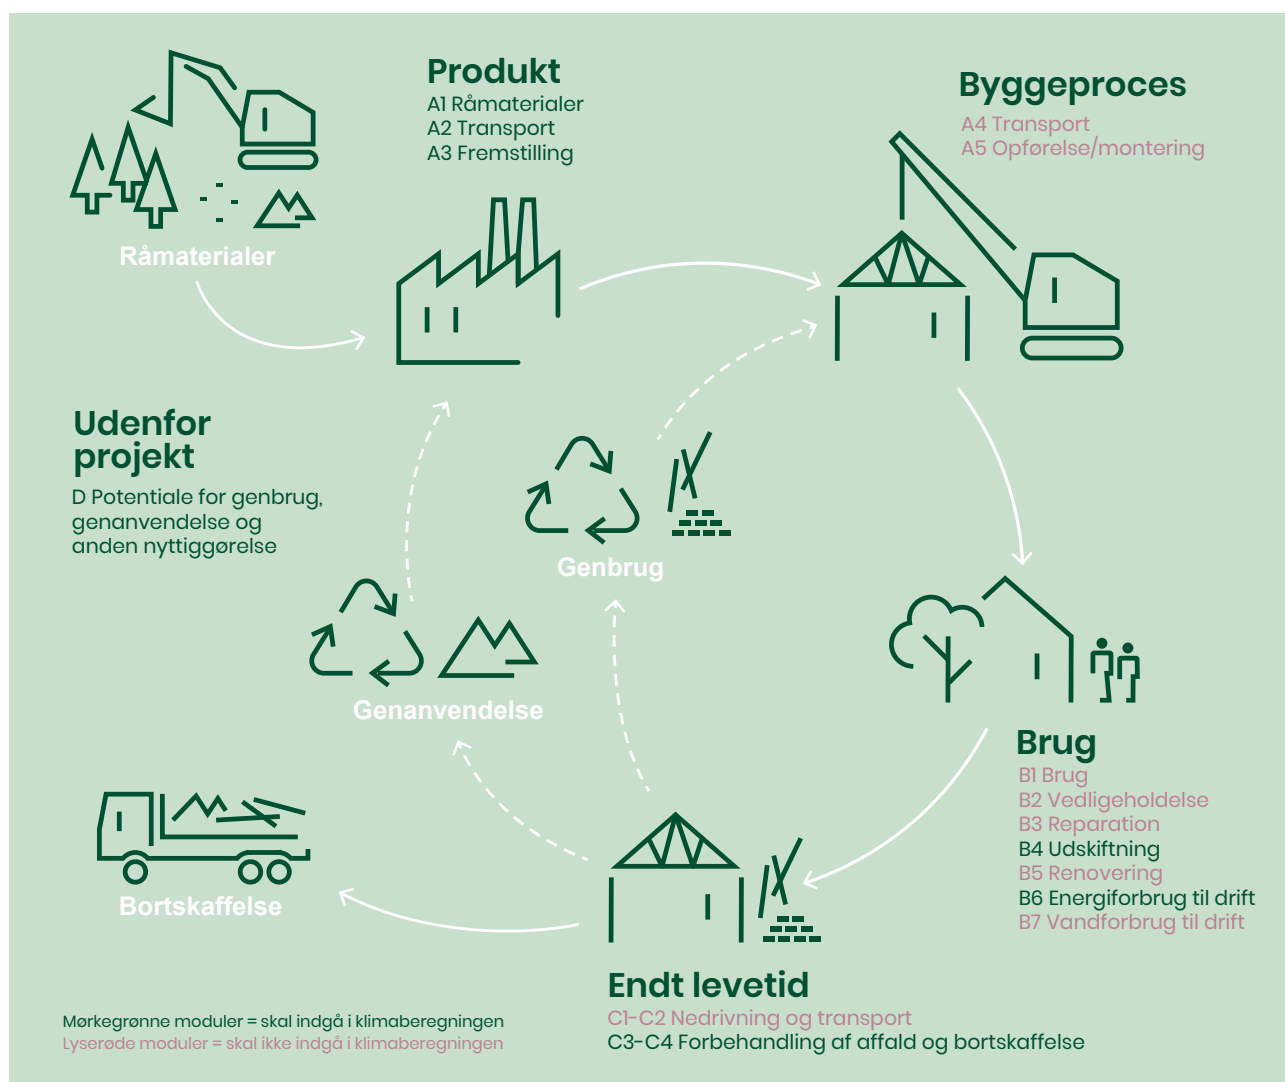 Produkt
A1 Råmaterialer
A2 Transport
A3 Fremstilling
Byggeproces
A4 Transport
A5 Opførelse/montering
Råmaterialer
Udenfor
projekt
D Potentiale for genbrug,
genanvendelse og
anden nyttiggørelse
Genbrug
Genanvendelse
Brug
B1 Brug
B2 Vedligeholdelse
B3 Reparation
B4 Udskiftning
B5 Renovering
B6 Energiforbrug til drift
B7 Vandforbrug til drift
Bortskaffelse
Endt levetid
C1-C2 Nedrivning og transport
C3-C4 Forbehandling af affald og bortskaffelse
Mørkegrønne moduler = skal indgå i klimaberegningen
Lyserøde moduler = skal ikke indgå i klimaberegningen